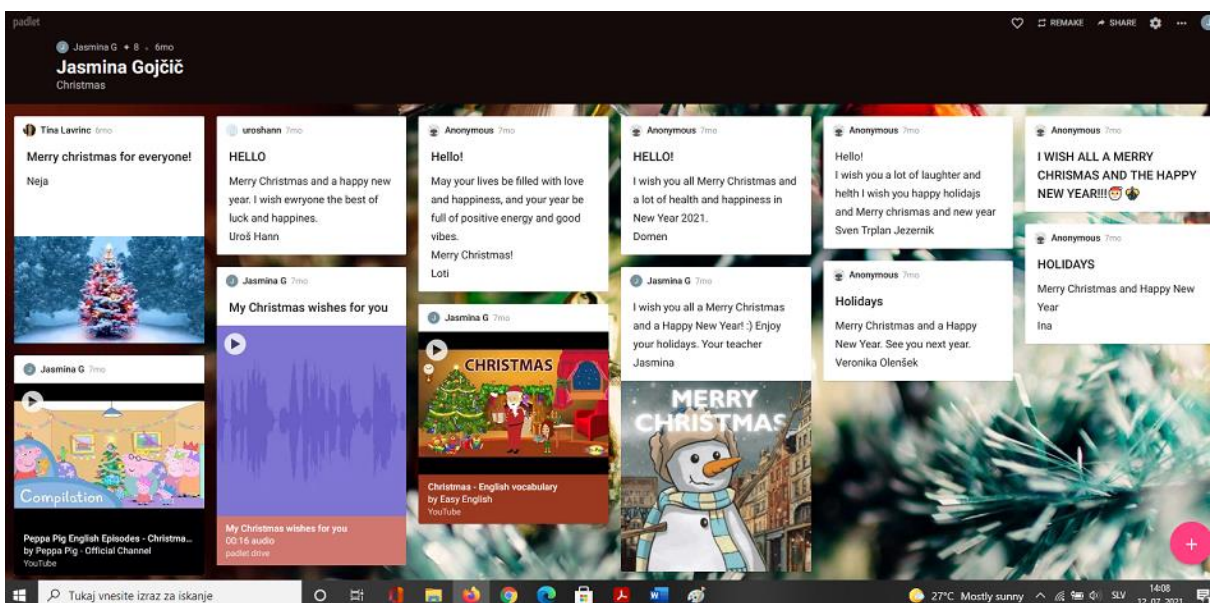 padlet
REMAKE
SHARE
Jasmina G + 8 • 6mo
Jasmina Gojčič
Christmas
Tina Lavrinc 6mo
Merry christmas for everyone!
Neja
Jasmina G 7mo
Compilation
Peppa Pig English Episodes - Christma...
by Peppa Pig - Official Channel
YouTube
uroshann 7mo
HELLO
Merry Christmas and a happy new
year. I wish ewryone the best of
luck and happines.
Uroš Hann
Jasmina G 7mo
My Christmas wishes for you
My Christmas wishes for you
00:16 audio
padlet drive
Anonymous 7mo
Hello!
May your lives be filled with love
and happiness, and your year be
full of positive energy and good
vibes.
Merry Christmas!
Loti
Jasmina G 7mo
CHRISTMAS
Christmas - English vocabulary
by Easy English
YouTube
Anonymous 7mo
HELLO!
I wish you all Merry Christmas and
a lot of health and happiness in
New Year 2021.
Domen
Jasmina G 7mo
I wish you all a Merry Christmas
and a Happy New Year! :) Enjoy
your holidays. Your teacher
Jasmina
MERRY
CHRISTMAS
Anonymous 7mo
Hello!
I wish you a lot of laughter and
helth I wish you happy holidajs
and Merry chrismas and new year
Sven Trplan Jezernik
Anonymous 7mo
Holidays
Merry Christmas and a Happy
New Year. See you next year.
Veronika Olenšek
Anonymous 7mo
I WISH ALL A MERRY
CHRISMAS AND THE HAPPY
NEW YEAR!!!
Anonymous 7mo
HOLIDAYS
Merry Christmas and Happy New
Year
Ina
Tukaj vnesite izraz za iskanje
27°C Mostly sunny
SLV
14:08
12. 07. 2021